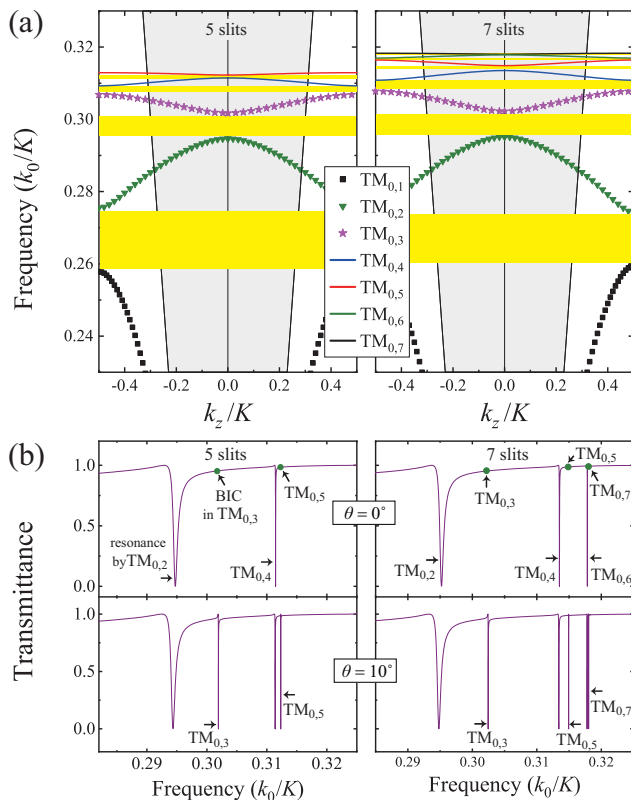 (a)
5 slits
7 slits
0.32
0.30
0.28
0.26
0.24
Frequency (k₀/K)
TM₀,₁
TM₀,₂
TM₀,₃
TM₀,₄
TM₀,₅
TM₀,₆
TM₀,₇
-0.4 -0.2 0.0 0.2 0.4
-0.4 -0.2 0.0 0.2 0.4
k_z/K
k_z/K
(b)
5 slits
7 slits
Transmittance
1.0
0.5
0.0
BIC
in TM₀,₃
TM₀,₅
resonance
by TM₀,₂
TM₀,₄
θ = 0°
TM₀,₅
TM₀,₃
TM₀,₇
TM₀,₂
TM₀,₄
TM₀,₆
1.0
0.5
0.0
TM₀,₅
TM₀,₃
θ = 10°
TM₀,₇
TM₀,₃
TM₀,₅
0.29 0.30 0.31 0.32
0.29 0.30 0.31 0.32
Frequency (k₀/K)
Frequency (k₀/K)